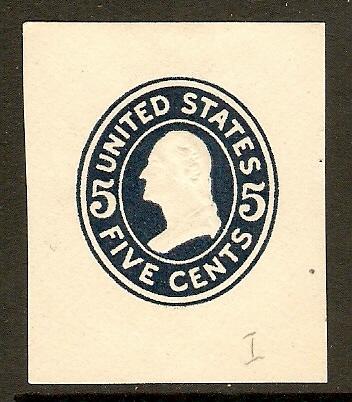 UNITED STATES
5 5
FIVE CENTS
I